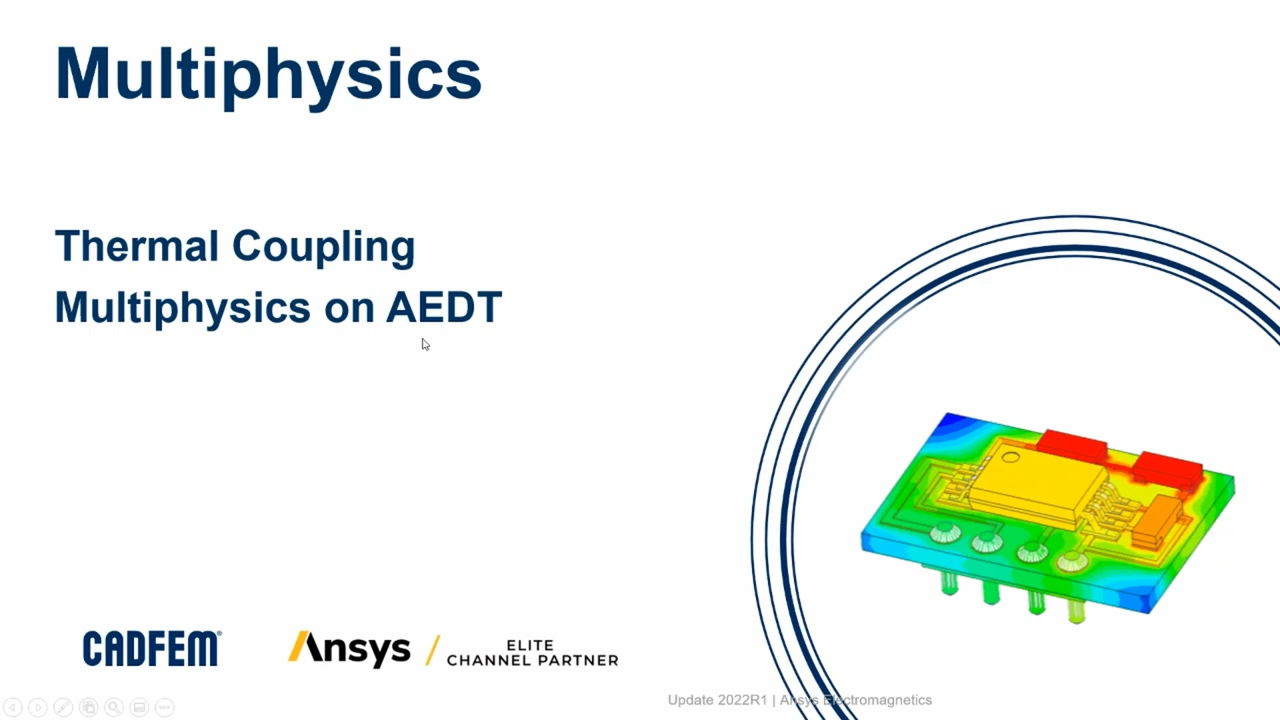 Multiphysics
Thermal Coupling
Multiphysics on AEDT
CADFEM®
Ansys / ELITE
CHANNEL PARTNER
Update 2022R1 | Ansys Electromagnetics